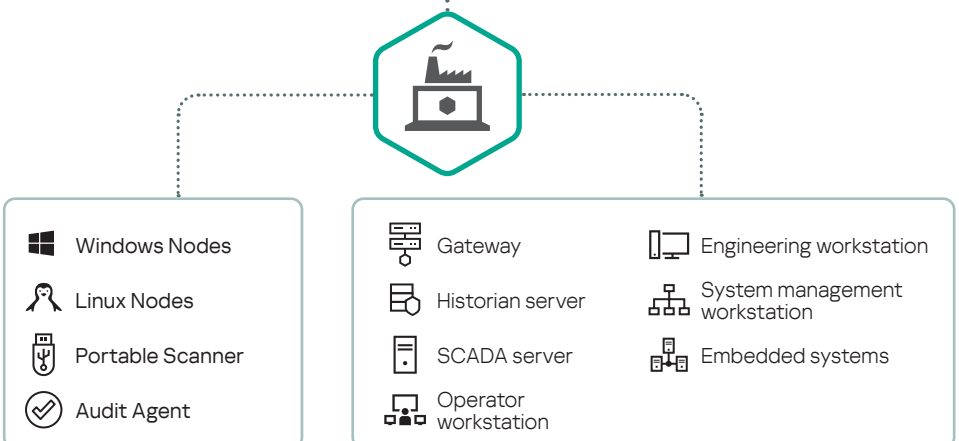 Windows Nodes
Linux Nodes
Portable Scanner
Audit Agent
Gateway
Historian server
SCADA server
Operator
workstation
Engineering workstation
System management
workstation
Embedded systems